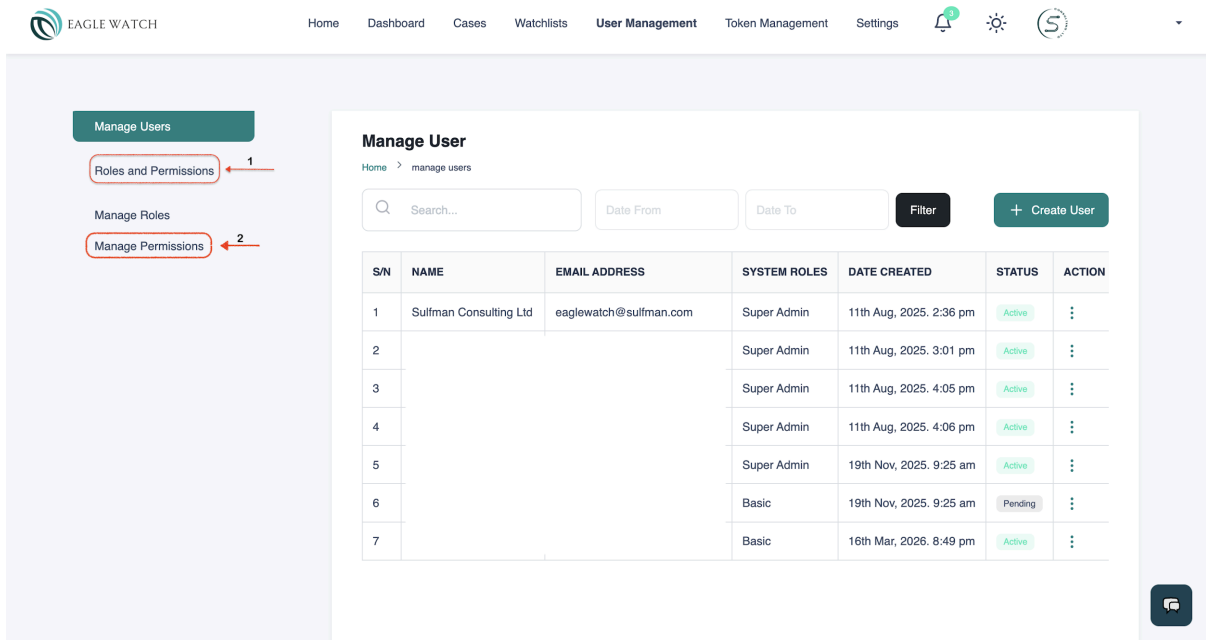 EAGLE WATCH
Home Dashboard Cases Watchlists User Management Token Management Settings 3
Manage Users
Roles and Permissions 1
Manage Roles
Manage Permissions 2
Manage User
Home > manage users
Search... Date From Date To Filter + Create User
S/N NAME EMAIL ADDRESS SYSTEM ROLES DATE CREATED STATUS ACTION
1 Sulfman Consulting Ltd eaglewatch@sulfman.com Super Admin 11th Aug, 2025. 2:36 pm Active
2 Super Admin 11th Aug, 2025. 3:01 pm Active
3 Super Admin 11th Aug, 2025. 4:05 pm Active
4 Super Admin 11th Aug, 2025. 4:06 pm Active
5 Super Admin 19th Nov, 2025. 9:25 am Active
6 Basic 19th Nov, 2025. 9:25 am Pending
7 Basic 16th Mar, 2026. 8:49 pm Active